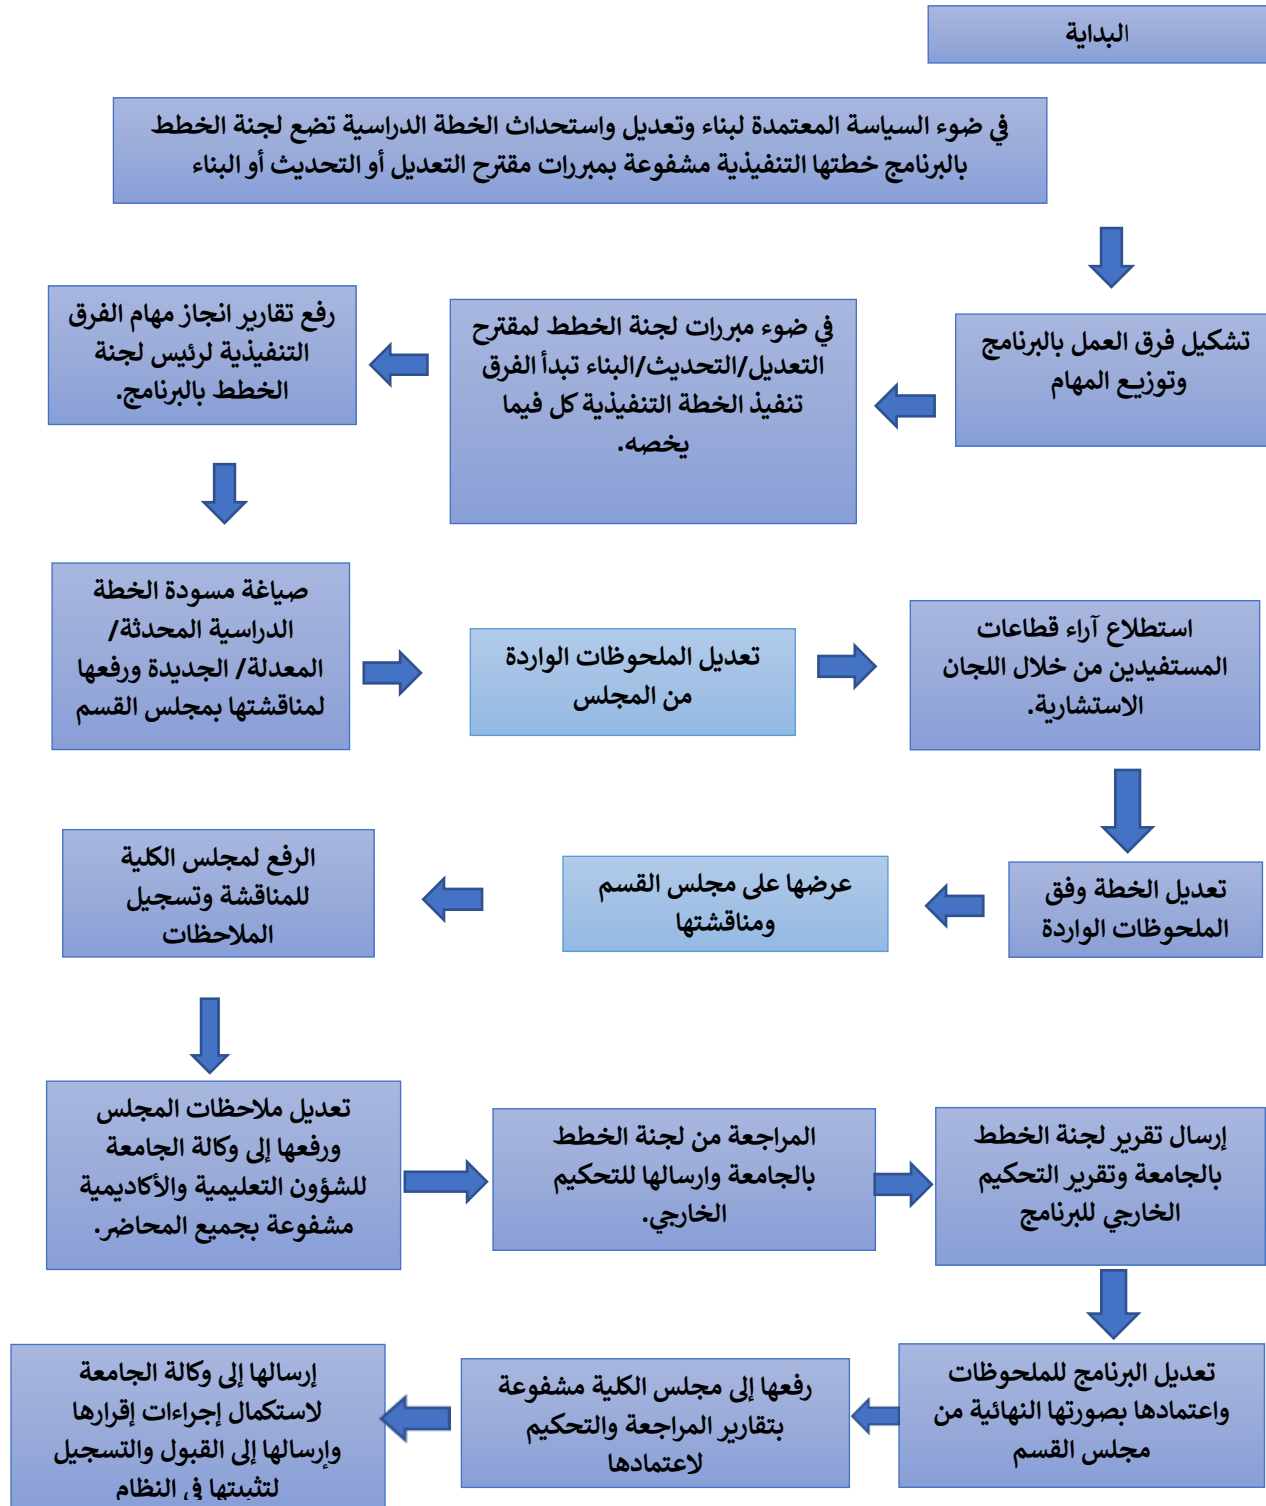 البداية
في ضوء السياسة المعتمدة لبناء وتعديل واستحداث الخطة الدراسية تضع لجنة الخطط
بالبرنامج خطتها التنفيذية مشفوعة بمبررات مقترح التعديل أو التحديث أو البناء
تشكيل فرق العمل بالبرنامج
وتوزيع المهام
في ضوء مبررات لجنة الخطط لمقترح
التعديل/التحديث/البناء تبدأ الفرق
تنفيذ الخطة التنفيذية كل فيما
يخصه.
رفع تقارير انجاز مهام الفرق
التنفيذية لرئيس لجنة
الخطط بالبرنامج.
صياغة مسودة الخطة
الدراسية المحدثة/
المعدلة/ الجديدة ورفعها
لمناقشتها بمجلس القسم
تعديل الملحوظات الواردة
من المجلس
استطلاع آراء قطاعات
المستفيدين من خلال اللجان
الاستشارية.
تعديل الخطة وفق
الملحوظات الواردة
عرضها على مجلس القسم
ومناقشتها
الرفع لمجلس الكلية
للمناقشة وتسجيل
الملاحظات
تعديل ملاحظات المجلس
ورفعها إلى وكالة الجامعة
للشؤون التعليمية والأكاديمية
مشفوعة بجميع المحاضر.
المراجعة من لجنة الخطط
بالجامعة وارسالها للتحكيم
الخارجي.
إرسال تقرير لجنة الخطط
بالجامعة وتقرير التحكيم
الخارجي للبرنامج
تعديل البرنامج للملحوظات
واعتمادها بصورتها النهائية من
مجلس القسم
رفعها إلى مجلس الكلية مشفوعة
بتقارير المراجعة والتحكيم
لاعتمادها
إرسالها إلى وكالة الجامعة
لاستكمال إجراءات إقرارها
وإرسالها إلى القبول والتسجيل
لتثبيتها في النظام